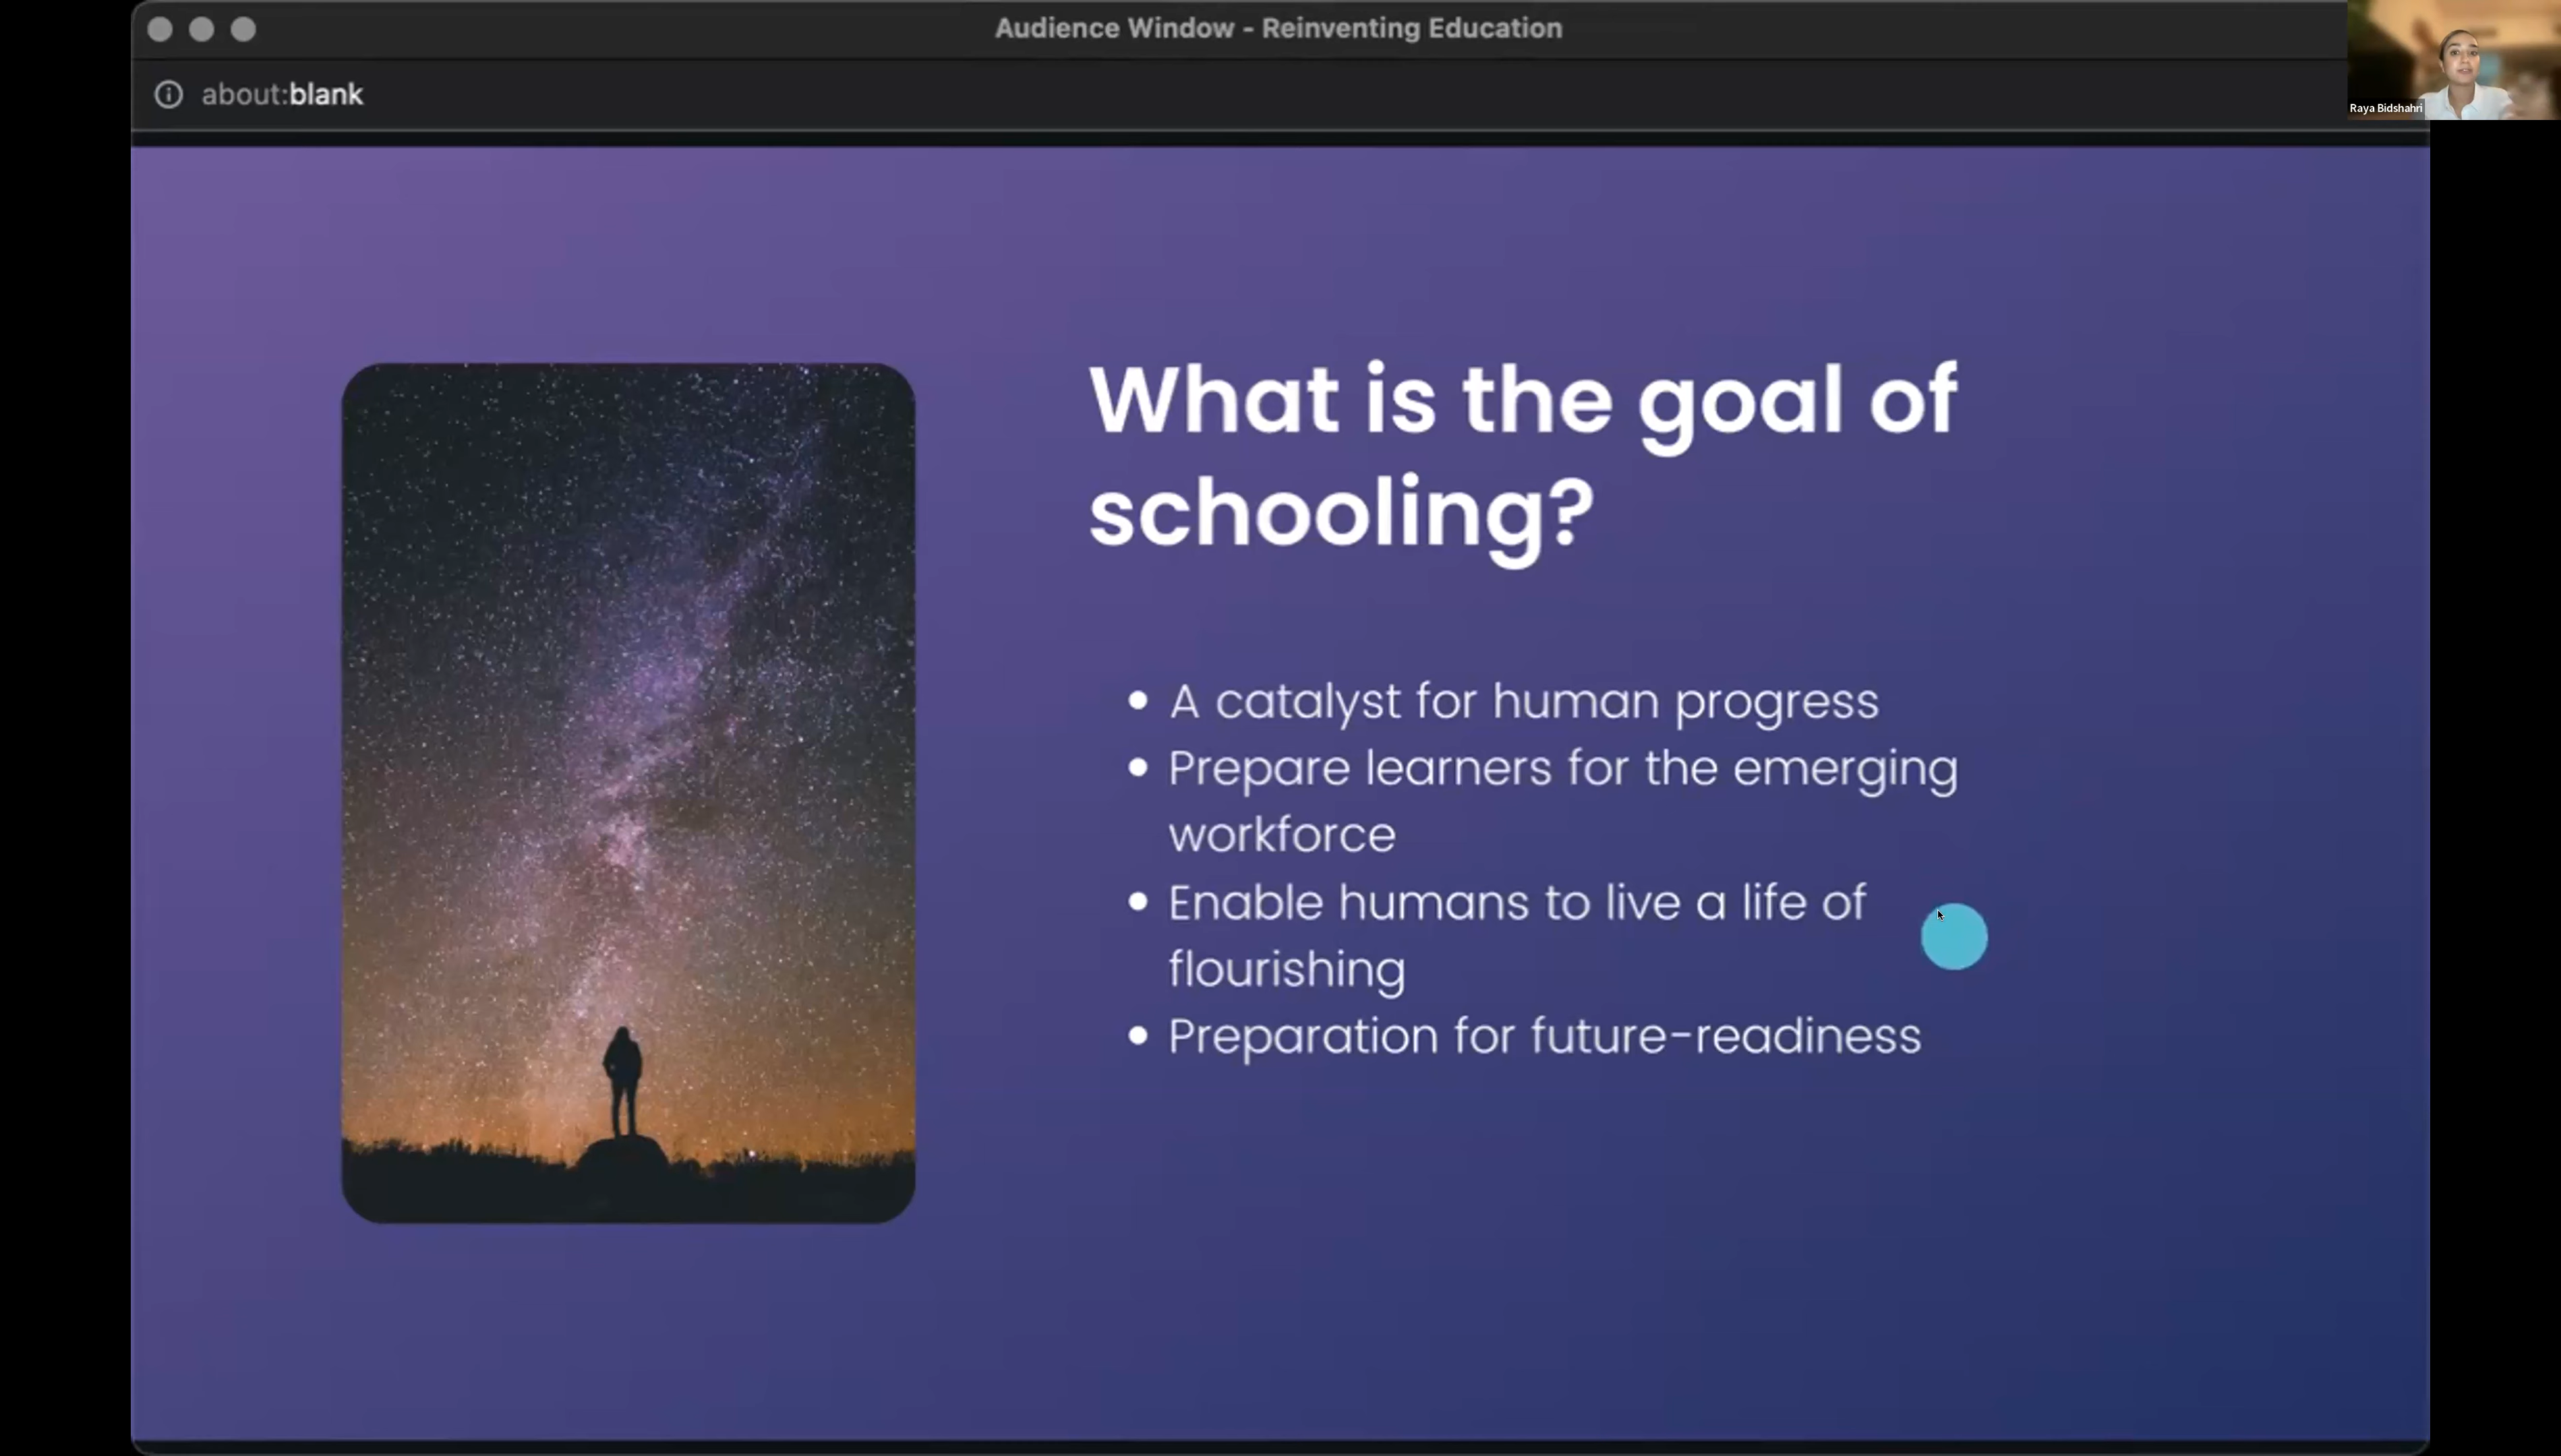 Audience Window - Reinventing Education
about:blank
Raya Bidshahri
What is the goal of
schooling?
• A catalyst for human progress
• Prepare learners for the emerging
workforce
• Enable humans to live a life of
flourishing
• Preparation for future-readiness